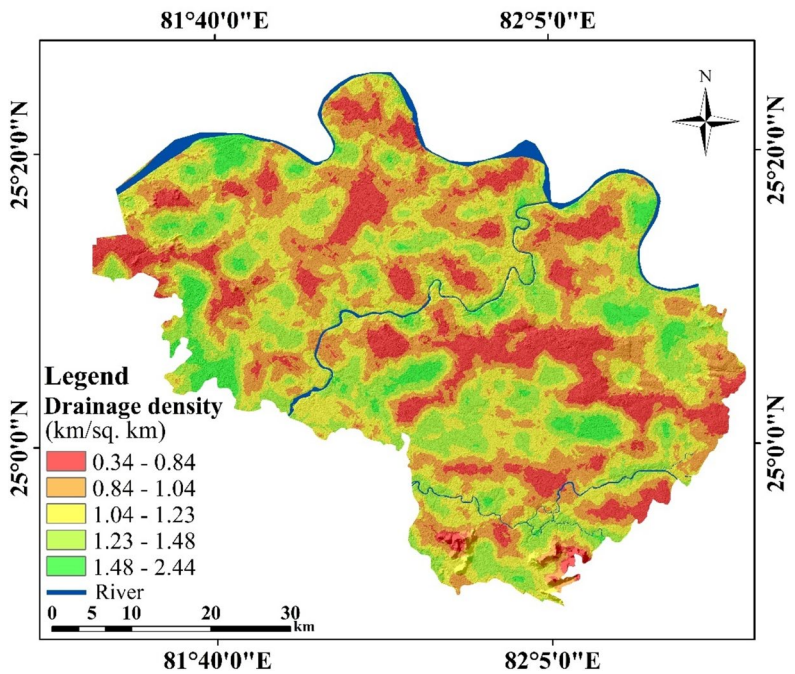 81°40'0"E 82°5'0"E
N
25°20'0"N 25°20'0"N
25°0'0"N 25°0'0"N
Legend
Drainage density
(km/sq. km)
0.34 - 0.84
0.84 - 1.04
1.04 - 1.23
1.23 - 1.48
1.48 - 2.44
River
0 5 10 20 30
km
81°40'0"E 82°5'0"E